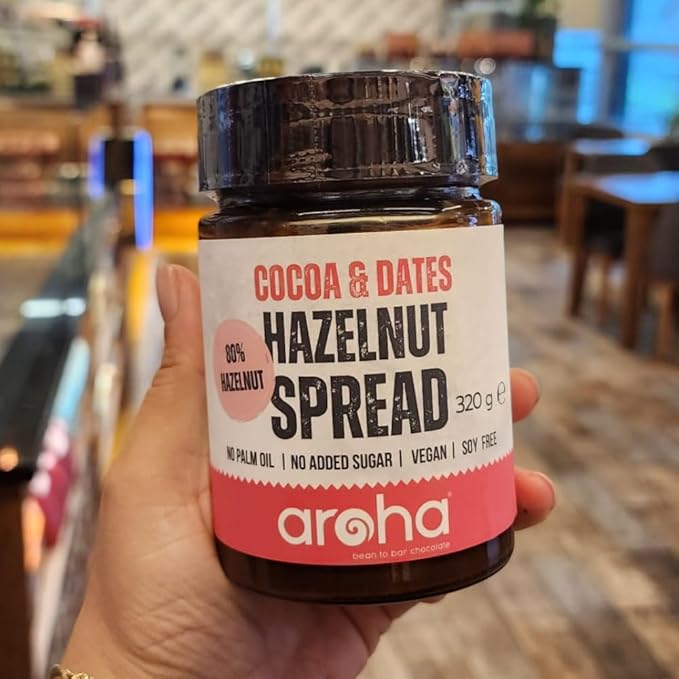 COCOA & DATES
80%
HAZELNUT
HAZELNUT
SPREAD
320 g ℮
NO PALM OIL | NO ADDED SUGAR | VEGAN | SOY FREE
aroha
bean to bar chocolate